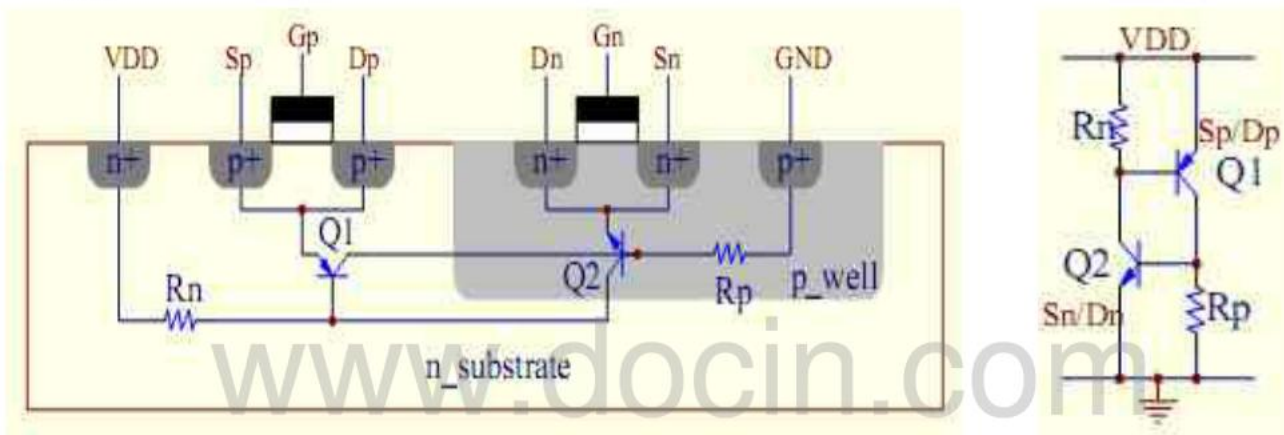 VDD Sp Gp Dp Dn Gn Sn GND
n+ p+ p+ n+ n+ p+
Q1
Q2
Rn Rp p_well
n_substrate
VDD
Rn
Sp/Dp
Q1
Q2
Sn/Dn
Rp
www.docin.com